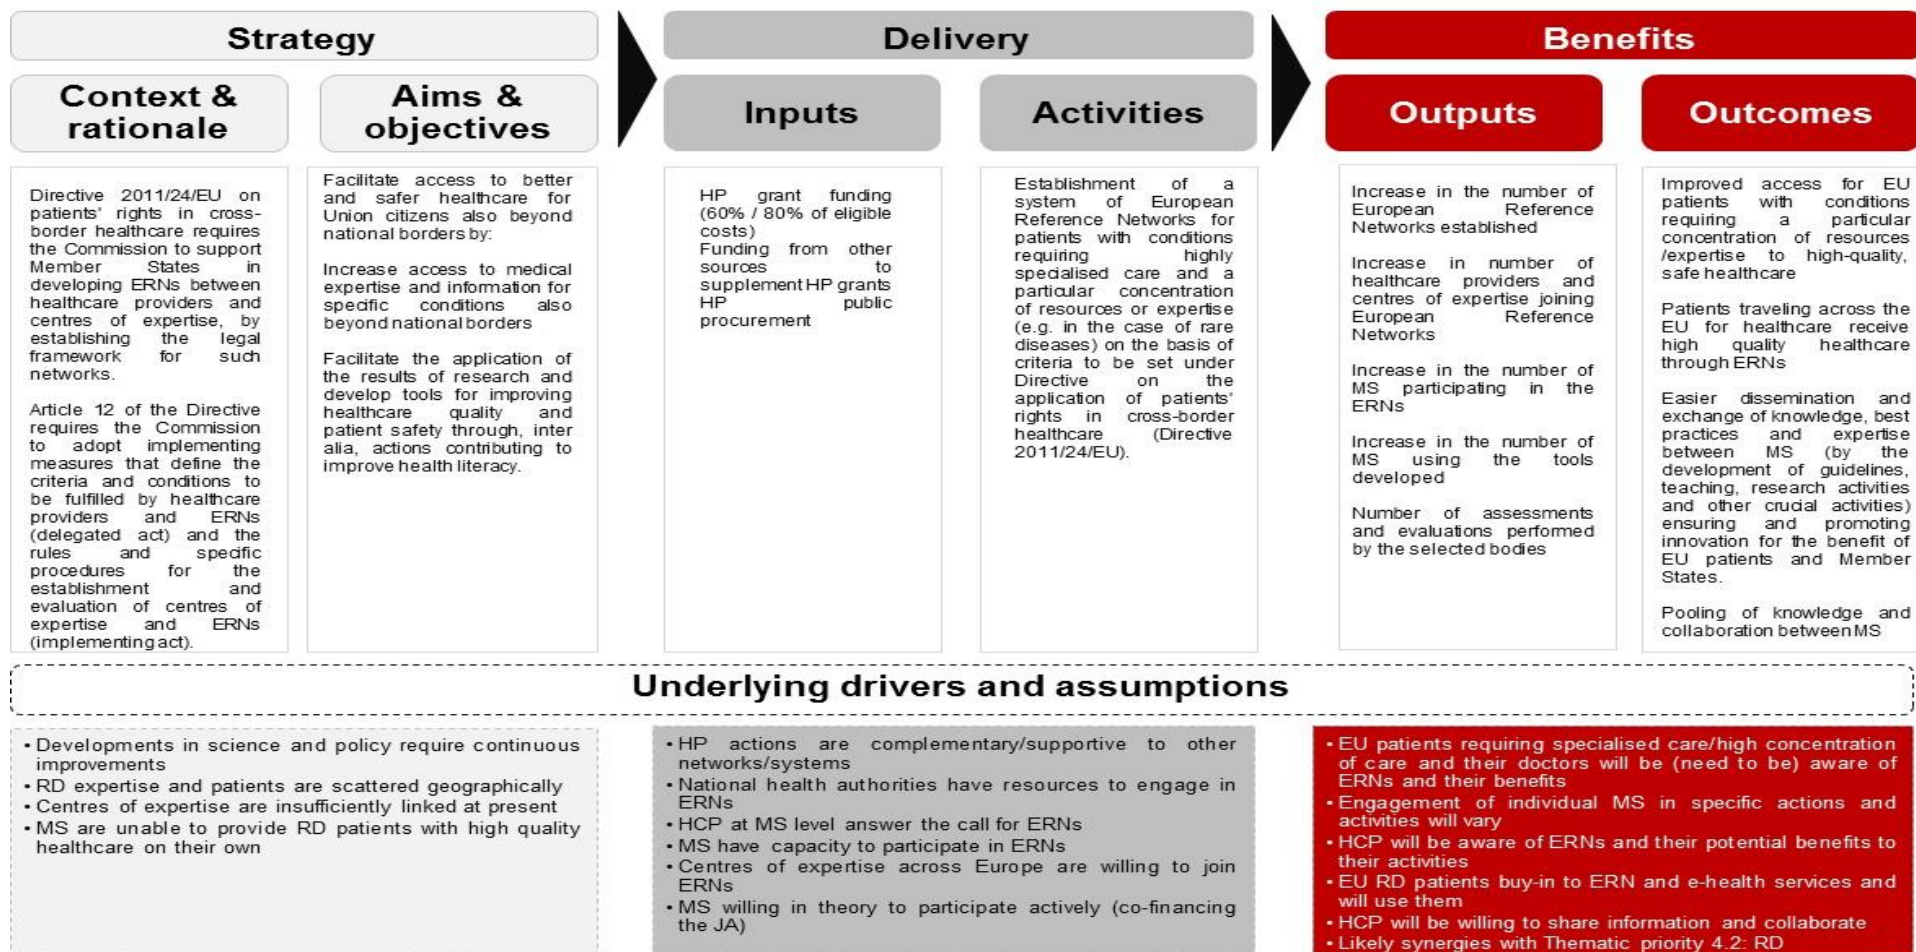 Strategy
Delivery
Benefits
Context &
rationale
Aims &
objectives
Inputs
Activities
Outputs
Outcomes
Directive 2011/24/EU on
patients' rights in cross-
border healthcare requires
the Commission to support
Member States in
developing ERNs between
healthcare providers and
centres of expertise, by
establishing the legal
framework for such
networks.
Article 12 of the Directive
requires the Commission
to adopt implementing
measures that define the
criteria and conditions to
be fulfilled by healthcare
providers and ERNs
(delegated act) and the
rules and specific
procedures for the
establishment and
evaluation of centres of
expertise and ERNs
(implementing act).
Facilitate access to better
and safer healthcare for
Union citizens also beyond
national borders by:
Increase access to medical
expertise and information for
specific conditions also
beyond national borders
Facilitate the application of
the results of research and
develop tools for improving
healthcare quality and
patient safety through, inter
alia, actions contributing to
improve health literacy.
HP grant funding
(60% / 80% of eligible
costs)
Funding from other
sources to
supplement HP grants
HP public
procurement
Establishment of a
system of European
Reference Networks for
patients with conditions
requiring highly
specialised care and a
particular concentration
of resources or expertise
(e.g. in the case of rare
diseases) on the basis of
criteria to be set under
Directive on the
application of patients'
rights in cross-border
healthcare (Directive
2011/24/EU).
Increase in the number of
European Reference
Networks established
Increase in number of
healthcare providers and
centres of expertise joining
European Reference
Networks
Increase in the number of
MS participating in the
ERNs
Increase in the number of
MS using the tools
developed
Number of assessments
and evaluations performed
by the selected bodies
Improved access for EU
patients with conditions
requiring a particular
concentration of resources
/expertise to high-quality,
safe healthcare
Patients traveling across the
EU for healthcare receive
high quality healthcare
through ERNs
Easier dissemination and
exchange of knowledge, best
practices and expertise
between MS (by the
development of guidelines,
teaching, research activities
and other crucial activities)
ensuring and promoting
innovation for the benefit of
EU patients and Member
States.
Pooling of knowledge and
collaboration between MS
Underlying drivers and assumptions
• Developments in science and policy require continuous
improvements
• RD expertise and patients are scattered geographically
• Centres of expertise are insufficiently linked at present
• MS are unable to provide RD patients with high quality
healthcare on their own
• HP actions are complementary/supportive to other
networks/systems
• National health authorities have resources to engage in
ERNs
• HCP at MS level answer the call for ERNs
• MS have capacity to participate in ERNs
• Centres of expertise across Europe are willing to join
ERNs
• MS willing in theory to participate actively (co-financing
the JA)
• EU patients requiring specialised care/high concentration
of care and their doctors will be (need to be) aware of
ERNs and their benefits
• Engagement of individual MS in specific actions and
activities will vary
• HCP will be aware of ERNs and their potential benefits to
their activities
• EU RD patients buy-in to ERN and e-health services and
will use them
• HCP will be willing to share information and collaborate
• Likely synergies with Thematic priority 4.2: RD